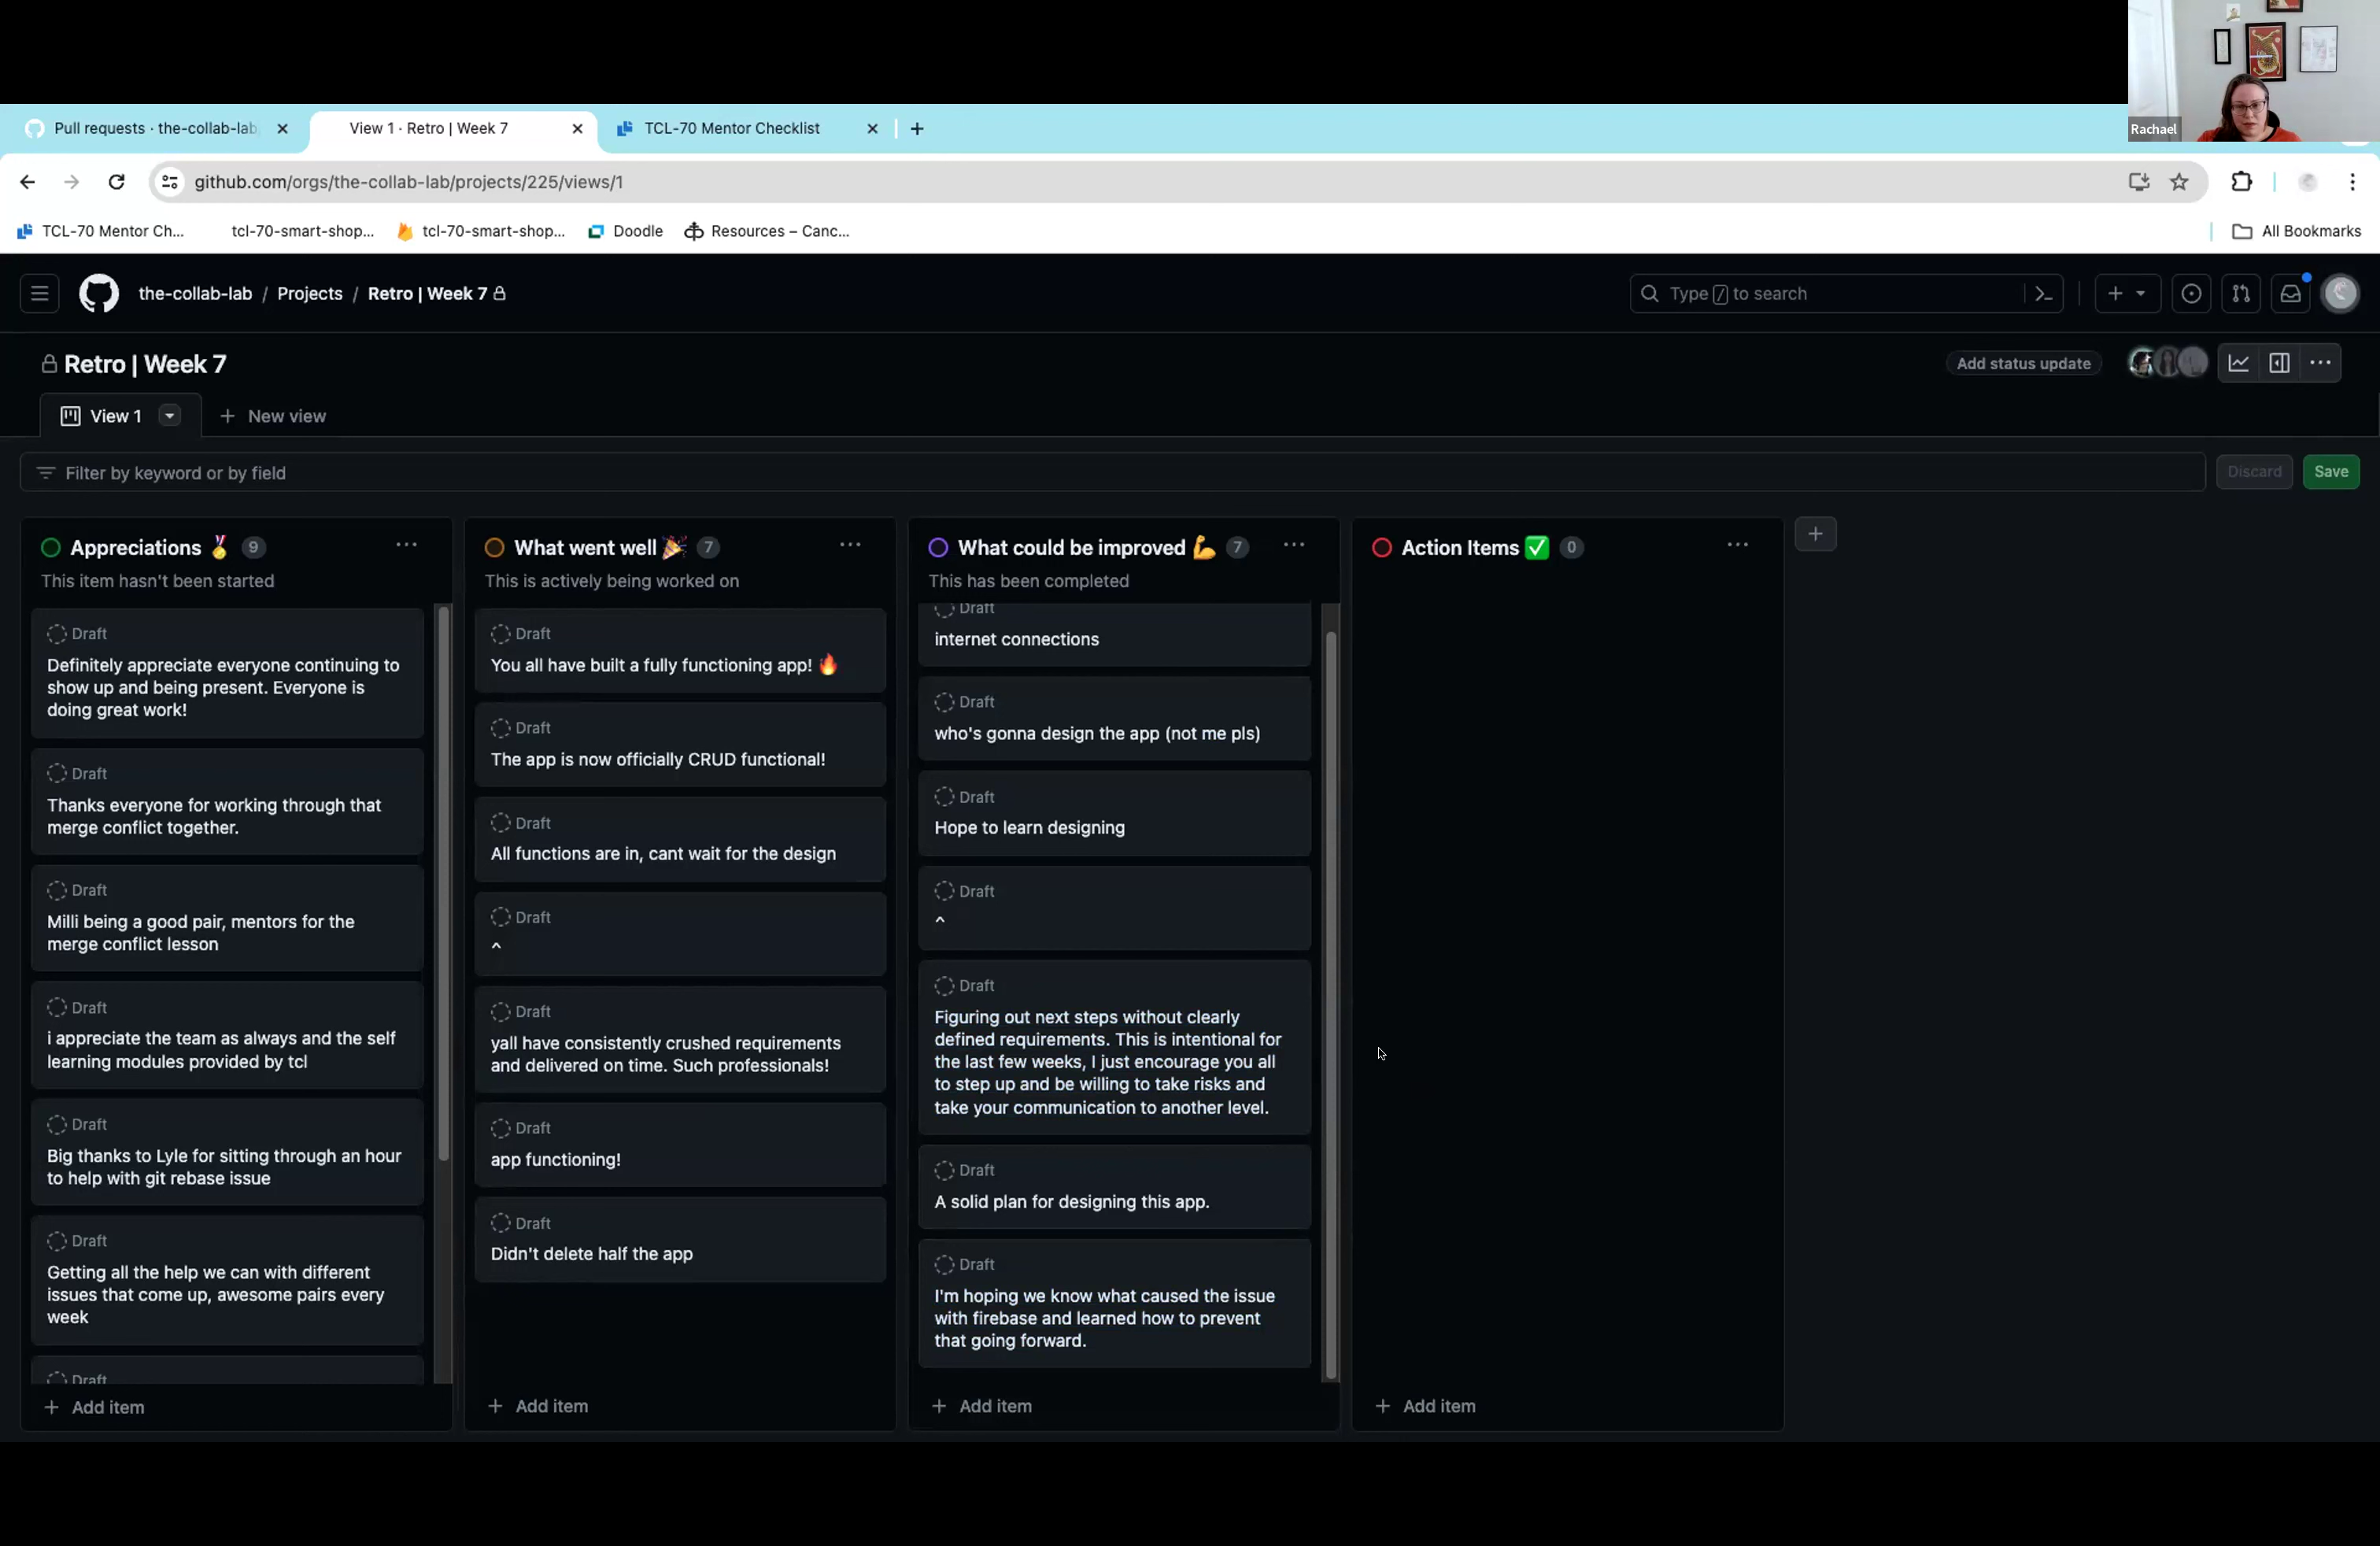 Rachael
Pull requests · the-collab-lab
View 1 · Retro | Week 7
TCL-70 Mentor Checklist
github.com/orgs/the-collab-lab/projects/225/views/1
TCL-70 Mentor Ch...
tcl-70-smart-shop...
tcl-70-smart-shop...
Doodle
Resources – Canc...
All Bookmarks
the-collab-lab / Projects / Retro | Week 7
Type / to search
Retro | Week 7
Add status update
View 1
New view
Filter by keyword or by field
Discard
Save
Appreciations 🏅 9
This item hasn't been started
Draft
Definitely appreciate everyone continuing to
show up and being present. Everyone is
doing great work!
Draft
Thanks everyone for working through that
merge conflict together.
Draft
Milli being a good pair, mentors for the
merge conflict lesson
Draft
i appreciate the team as always and the self
learning modules provided by tcl
Draft
Big thanks to Lyle for sitting through an hour
to help with git rebase issue
Draft
Getting all the help we can with different
issues that come up, awesome pairs every
week
Draft
+ Add item
What went well 🎉 7
This is actively being worked on
Draft
You all have built a fully functioning app! 🔥
Draft
The app is now officially CRUD functional!
Draft
All functions are in, cant wait for the design
Draft
^
Draft
yall have consistently crushed requirements
and delivered on time. Such professionals!
Draft
app functioning!
Draft
Didn't delete half the app
+ Add item
What could be improved 💪 7
This has been completed
Draft
internet connections
Draft
who's gonna design the app (not me pls)
Draft
Hope to learn designing
Draft
^
Draft
Figuring out next steps without clearly
defined requirements. This is intentional for
the last few weeks, I just encourage you all
to step up and be willing to take risks and
take your communication to another level.
Draft
A solid plan for designing this app.
Draft
I'm hoping we know what caused the issue
with firebase and learned how to prevent
that going forward.
+ Add item
Action Items ✅ 0
+ Add item